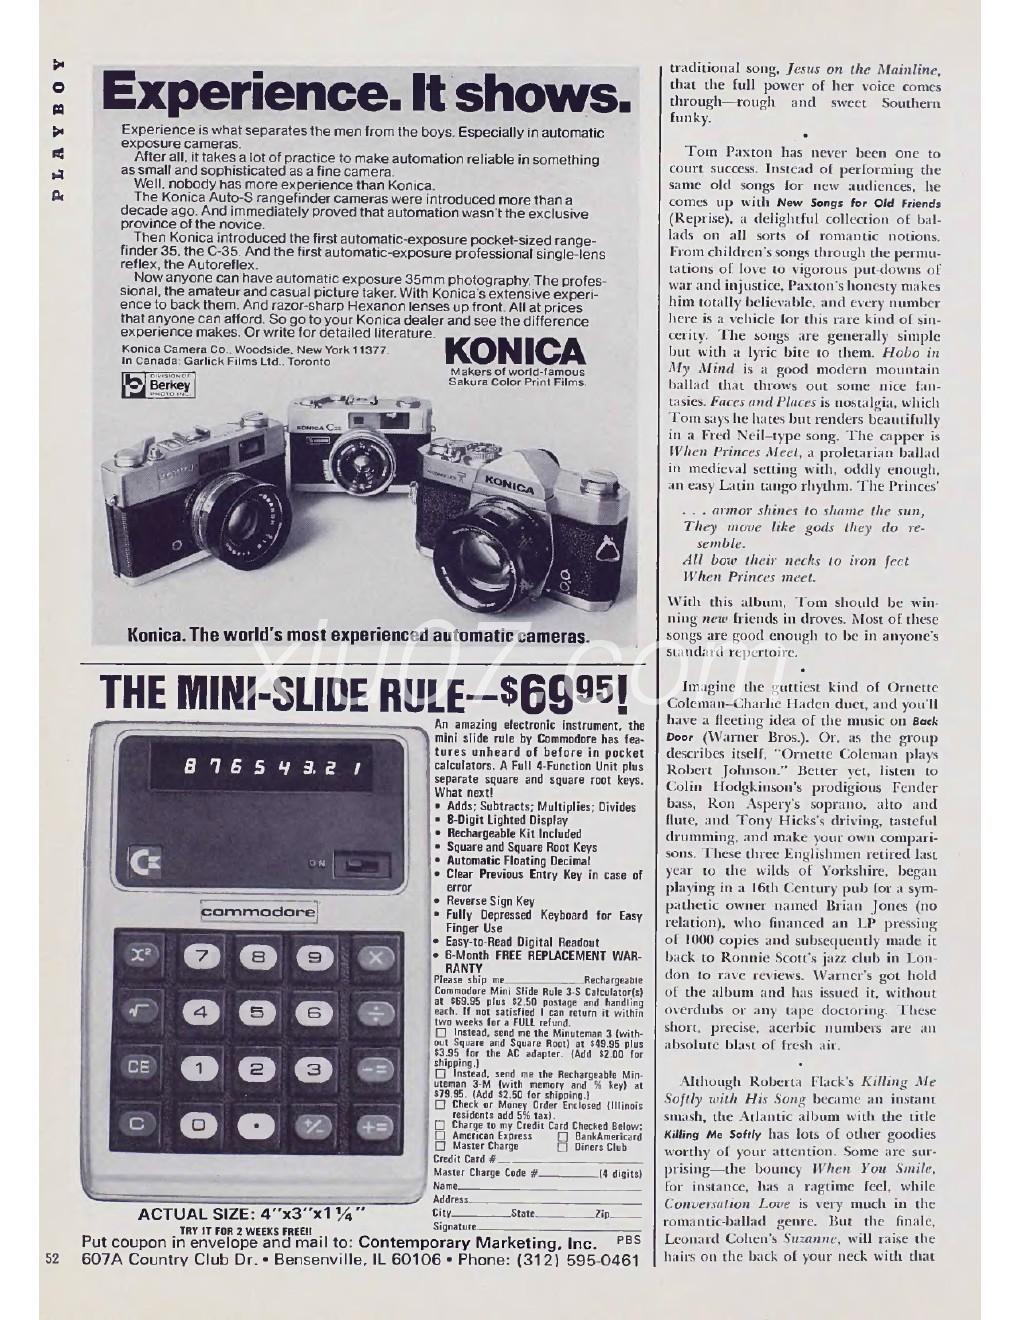 PLAYBOY
Experience. It shows.
Experience is what separates the men from the boys. Especially in automatic
exposure cameras.
After all, it takes a lot of practice to make automation reliable in something
as small and sophisticated as a fine camera.
Well, nobody has more experience than Konica.
The Konica Auto-S rangefinder cameras were introduced more than a
decade ago. And immediately proved that automation wasn't the exclusive
province of the novice.
Then Konica introduced the first automatic-exposure pocket-sized range-
finder 35, the C-35. And the first automatic-exposure professional single-lens
reflex, the Autoreflex.
Now anyone can have automatic exposure 35mm photography. The profes-
sional, the amateur and casual picture taker. With Konica's extensive experi-
ence to back them. And razor-sharp Hexanon lenses up front. All at prices
that anyone can afford. So go to your Konica dealer and see the difference
experience makes. Or write for detailed literature.
Konica Camera Co., Woodside, New York 11377.
In Canada: Garlick Films Ltd., Toronto
DIVISION OF
Berkey
PHOTO INC.
KONICA
Makers of world-famous
Sakura Color Print Films.
KONICA
Konica. The world's most experienced automatic cameras.
THE MINI-SLIDE RULE—$69.95!
8 7 6 5 4 3. 2 1
ON
commodore
X² 7 8 9 ×
√ 4 5 6 ÷
CE 1 2 3 -=
C 0 • +/- +=
ACTUAL SIZE: 4"x3"x1¼"
TRY IT FOR 2 WEEKS FREE!!
An amazing electronic instrument, the
mini slide rule by Commodore has fea-
tures unheard of before in pocket
calculators. A Full 4-Function Unit plus
separate square and square root keys.
What next!
• Adds; Subtracts; Multiplies; Divides
• 8-Digit Lighted Display
• Rechargeable Kit Included
• Square and Square Root Keys
• Automatic Floating Decimal
• Clear Previous Entry Key in case of
error
• Reverse Sign Key
• Fully Depressed Keyboard for Easy
Finger Use
• Easy-to-Read Digital Readout
• 6-Month FREE REPLACEMENT WAR-
RANTY
Please ship me ____ Rechargeable
Commodore Mini Slide Rule 3-S Calculator(s)
at $69.95 plus $2.50 postage and handling
each. If not satisfied I can return it within
two weeks for a FULL refund.
□ Instead, send me the Minuteman 3 (with-
out Square and Square Root) at $49.95 plus
$3.95 for the AC adapter. (Add $2.00 for
shipping.)
□ Instead, send me the Rechargeable Min-
uteman 3-M (with memory and % key) at
$79.95. (Add $2.50 for shipping.)
□ Check or Money Order Enclosed (Illinois
residents add 5% tax).
□ Charge to my Credit Card Checked Below:
□ American Express □ BankAmericard
□ Master Charge □ Diners Club
Credit Card #
Master Charge Code # ____ (4 digits)
Name
Address
City ____ State ____ Zip
Signature
Put coupon in envelope and mail to: Contemporary Marketing, Inc. PBS
607A Country Club Dr. • Bensenville, IL 60106 • Phone: (312) 595-0461
52
traditional song, Jesus on the Mainline,
that the full power of her voice comes
through—rough and sweet Southern
funky.
•
Tom Paxton has never been one to
court success. Instead of performing the
same old songs for new audiences, he
comes up with New Songs for Old Friends
(Reprise), a delightful collection of bal-
lads on all sorts of romantic notions.
From children's songs through the permu-
tations of love to vigorous put-downs of
war and injustice, Paxton's honesty makes
him totally believable, and every number
here is a vehicle for this rare kind of sin-
cerity. The songs are generally simple
but with a lyric bite to them. Hobo in
My Mind is a good modern mountain
ballad that throws out some nice fan-
tasies. Faces and Places is nostalgia, which
Tom says he hates but renders beautifully
in a Fred Neil–type song. The capper is
When Princes Meet, a proletarian ballad
in medieval setting with, oddly enough,
an easy Latin tango rhythm. The Princes'
. . . armor shines to shame the sun,
They move like gods they do re-
semble.
All bow their necks to iron feet
When Princes meet.
With this album, Tom should be win-
ning new friends in droves. Most of these
songs are good enough to be in anyone's
standard repertoire.
•
Imagine the guttiest kind of Ornette
Coleman–Charlie Haden duet, and you'll
have a fleeting idea of the music on Back
Door (Warner Bros.). Or, as the group
describes itself, "Ornette Coleman plays
Robert Johnson." Better yet, listen to
Colin Hodgkinson's prodigious Fender
bass, Ron Aspery's soprano, alto and
flute, and Tony Hicks's driving, tasteful
drumming, and make your own compari-
sons. These three Englishmen retired last
year to the wilds of Yorkshire, began
playing in a 16th Century pub for a sym-
pathetic owner named Brian Jones (no
relation), who financed an LP pressing
of 1000 copies and subsequently made it
back to Ronnie Scott's jazz club in Lon-
don to rave reviews. Warner's got hold
of the album and has issued it, without
overdubs or any tape doctoring. These
short, precise, acerbic numbers are an
absolute blast of fresh air.
•
Although Roberta Flack's Killing Me
Softly with His Song became an instant
smash, the Atlantic album with the title
Killing Me Softly has lots of other goodies
worthy of your attention. Some are sur-
prising—the bouncy When You Smile,
for instance, has a ragtime feel, while
Conversation Love is very much in the
romantic-ballad genre. But the finale,
Leonard Cohen's Suzanne, will raise the
hairs on the back of your neck with that